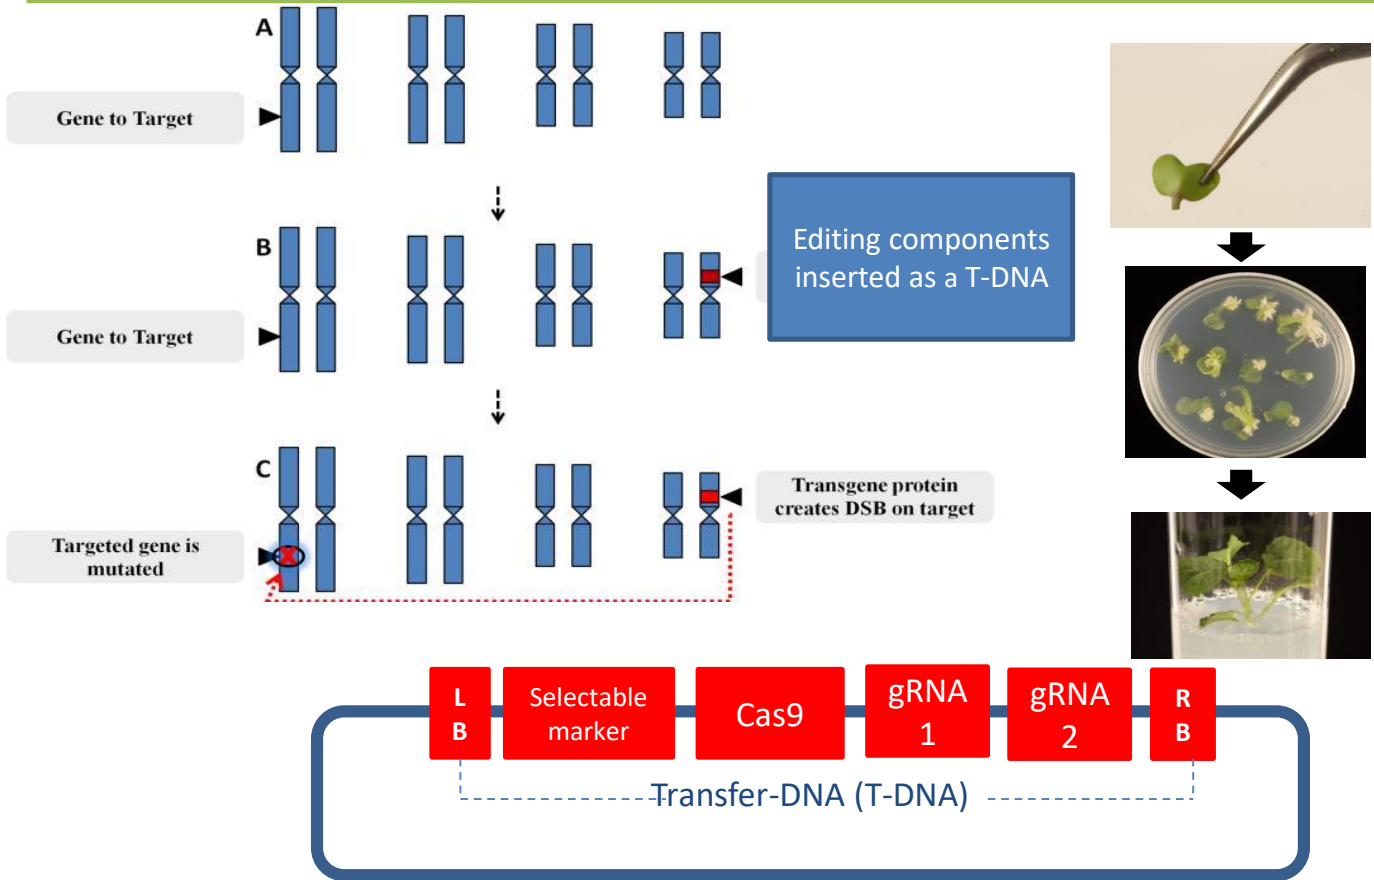 A
Gene to Target
B
Editing components
inserted as a T-DNA
Gene to Target
C
Transgene protein
creates DSB on target
Targeted gene is
mutated
L
B
Selectable
marker
Cas9
gRNA
1
gRNA
2
R
B
Transfer-DNA (T-DNA)